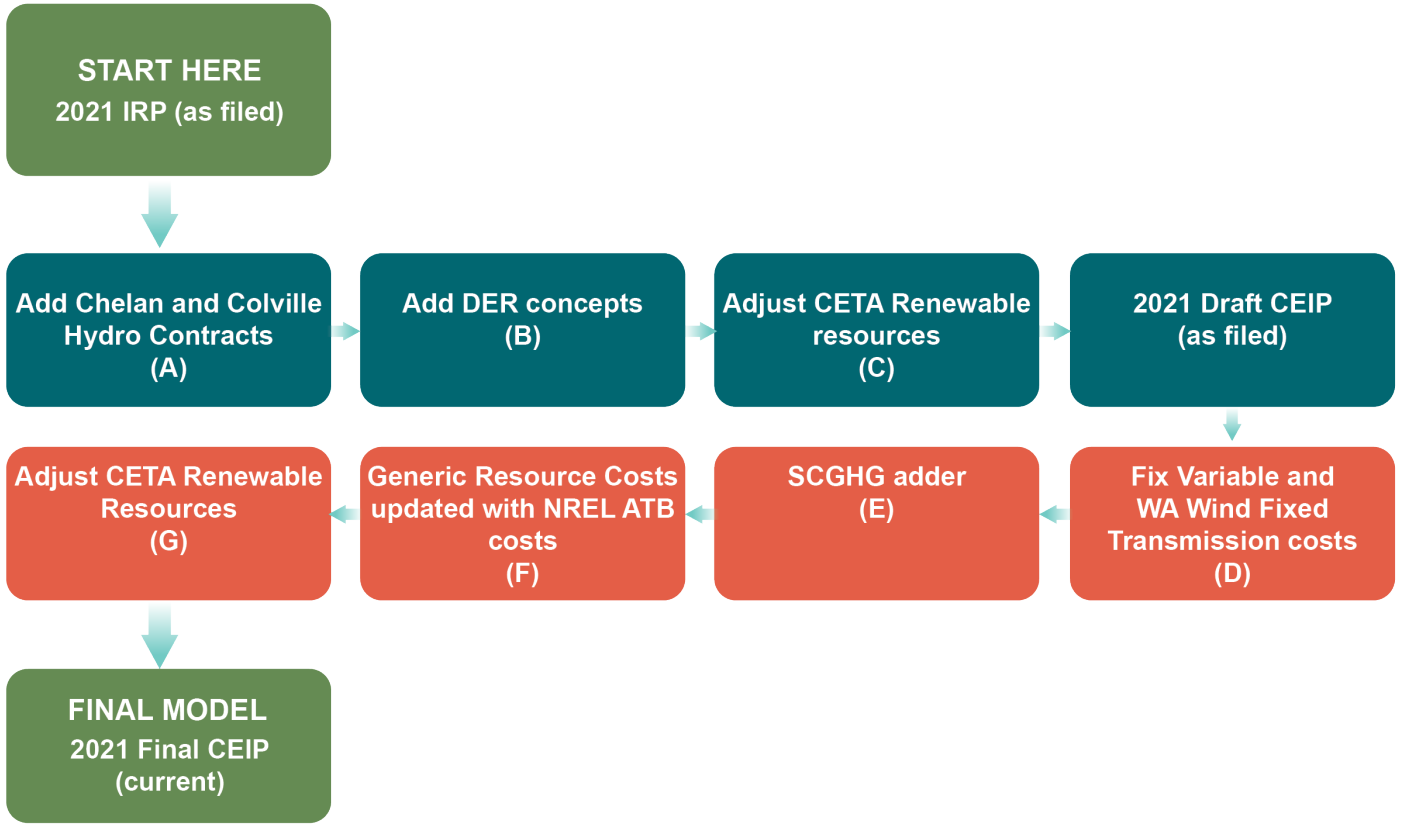 START HERE
2021 IRP (as filed)
Add Chelan and Colville
Hydro Contracts
(A)
Add DER concepts
(B)
Adjust CETA Renewable
resources
(C)
2021 Draft CEIP
(as filed)
Fix Variable and
WA Wind Fixed
Transmission costs
(D)
SCGHG adder
(E)
Generic Resource Costs
updated with NREL ATB
costs
(F)
Adjust CETA Renewable
Resources
(G)
FINAL MODEL
2021 Final CEIP
(current)